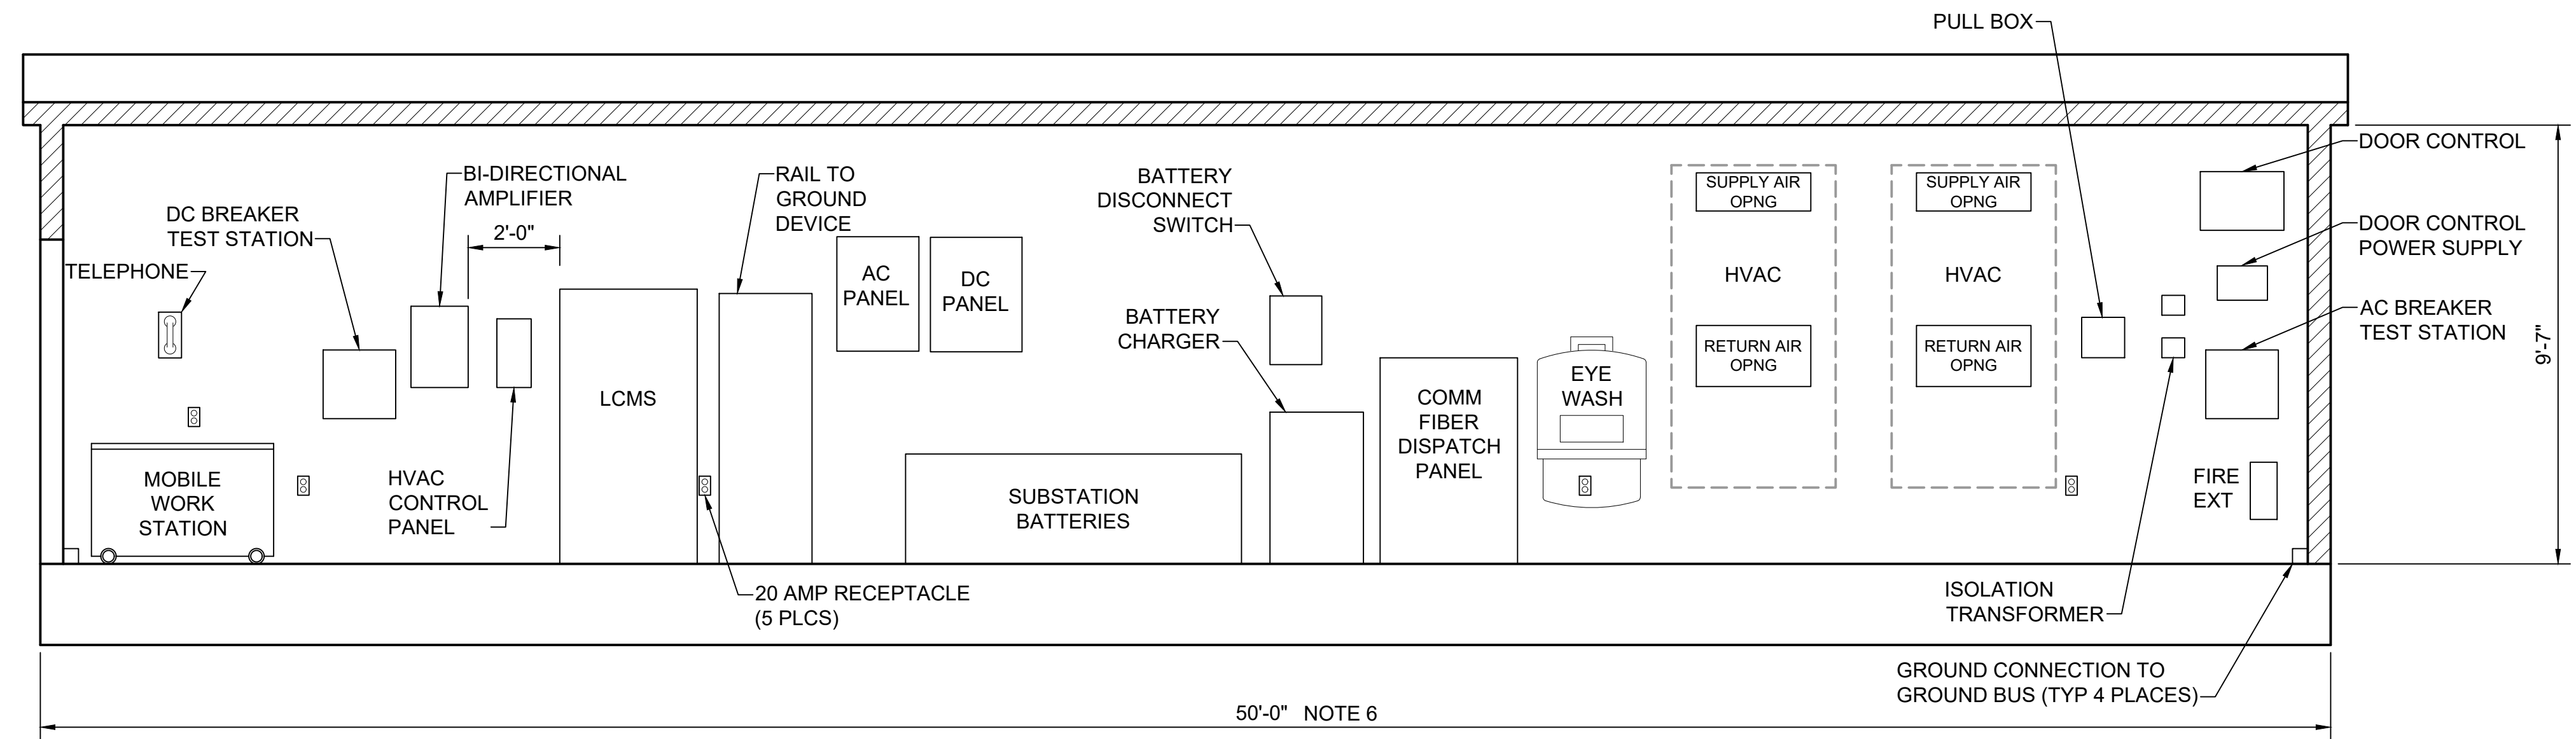 PULL BOX
DOOR CONTROL
BI-DIRECTIONAL
AMPLIFIER
RAIL TO
GROUND
DEVICE
BATTERY
DISCONNECT
SWITCH
SUPPLY AIR
OPNG
SUPPLY AIR
OPNG
DC BREAKER
TEST STATION
2'-0"
DOOR CONTROL
POWER SUPPLY
TELEPHONE
AC
PANEL
DC
PANEL
HVAC
HVAC
BATTERY
CHARGER
AC BREAKER
TEST STATION
9'-7"
RETURN AIR
OPNG
RETURN AIR
OPNG
LCMS
COMM
FIBER
DISPATCH
PANEL
EYE
WASH
MOBILE
WORK
STATION
HVAC
CONTROL
PANEL
SUBSTATION
BATTERIES
FIRE
EXT
20 AMP RECEPTACLE
(5 PLCS)
ISOLATION
TRANSFORMER
GROUND CONNECTION TO
GROUND BUS (TYP 4 PLACES)
50'-0" NOTE 6